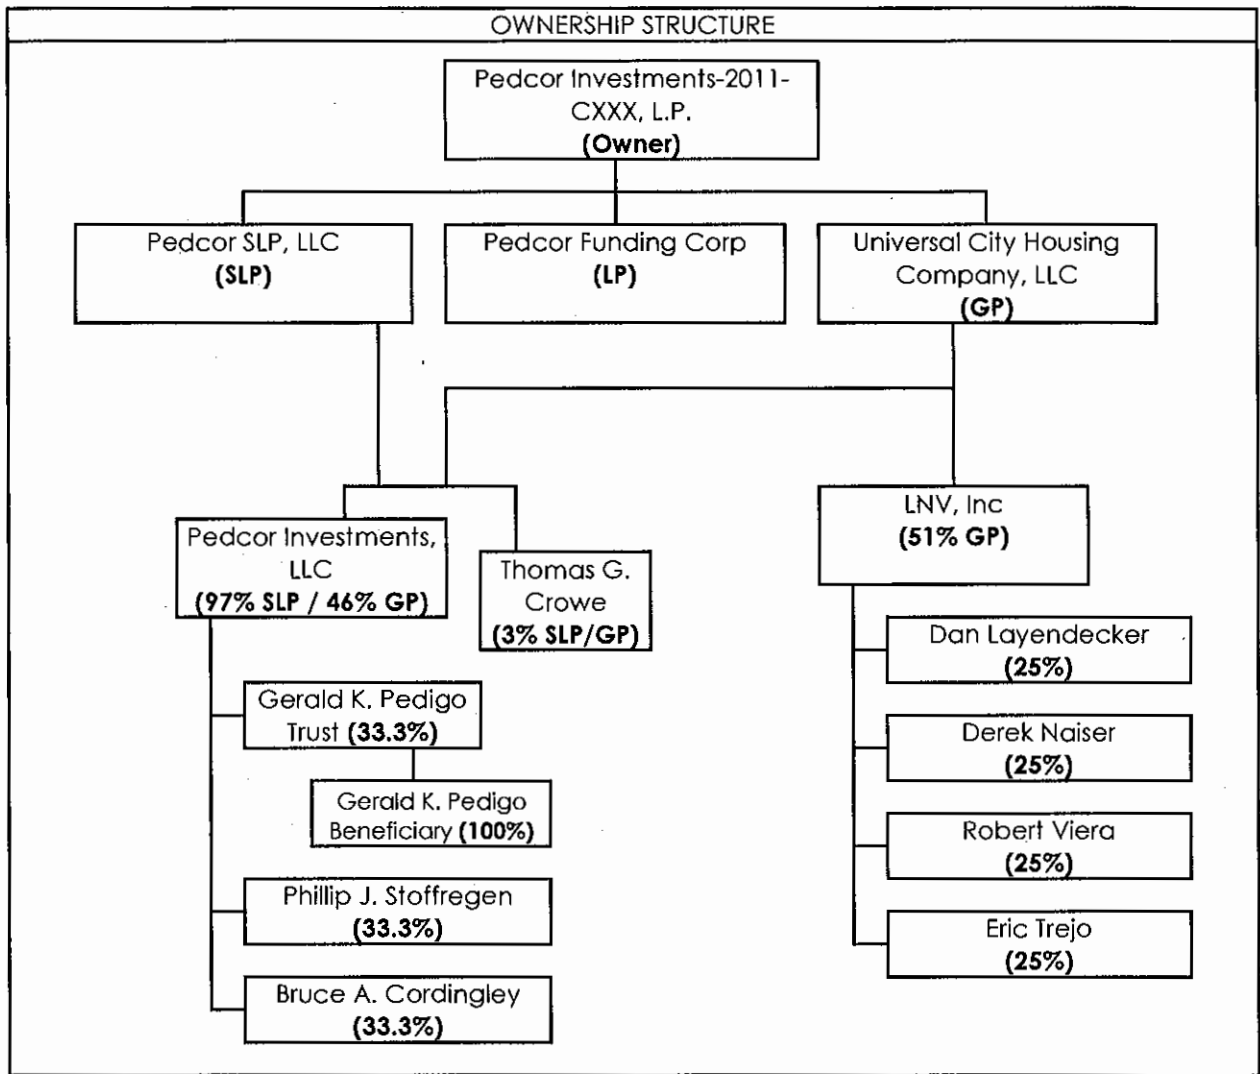 OWNERSHIP STRUCTURE
Pedcor Investments-2011-
CXXX, L.P.
(Owner)
Pedcor SLP, LLC
(SLP)
Pedcor Funding Corp
(LP)
Universal City Housing
Company, LLC
(GP)
Pedcor Investments,
LLC
(97% SLP / 46% GP)
Thomas G.
Crowe
(3% SLP/GP)
LNV, Inc
(51% GP)
Gerald K. Pedigo
Trust (33.3%)
Gerald K. Pedigo
Beneficiary (100%)
Phillip J. Stoffregen
(33.3%)
Bruce A. Cordingley
(33.3%)
Dan Layendecker
(25%)
Derek Naiser
(25%)
Robert Viera
(25%)
Eric Trejo
(25%)